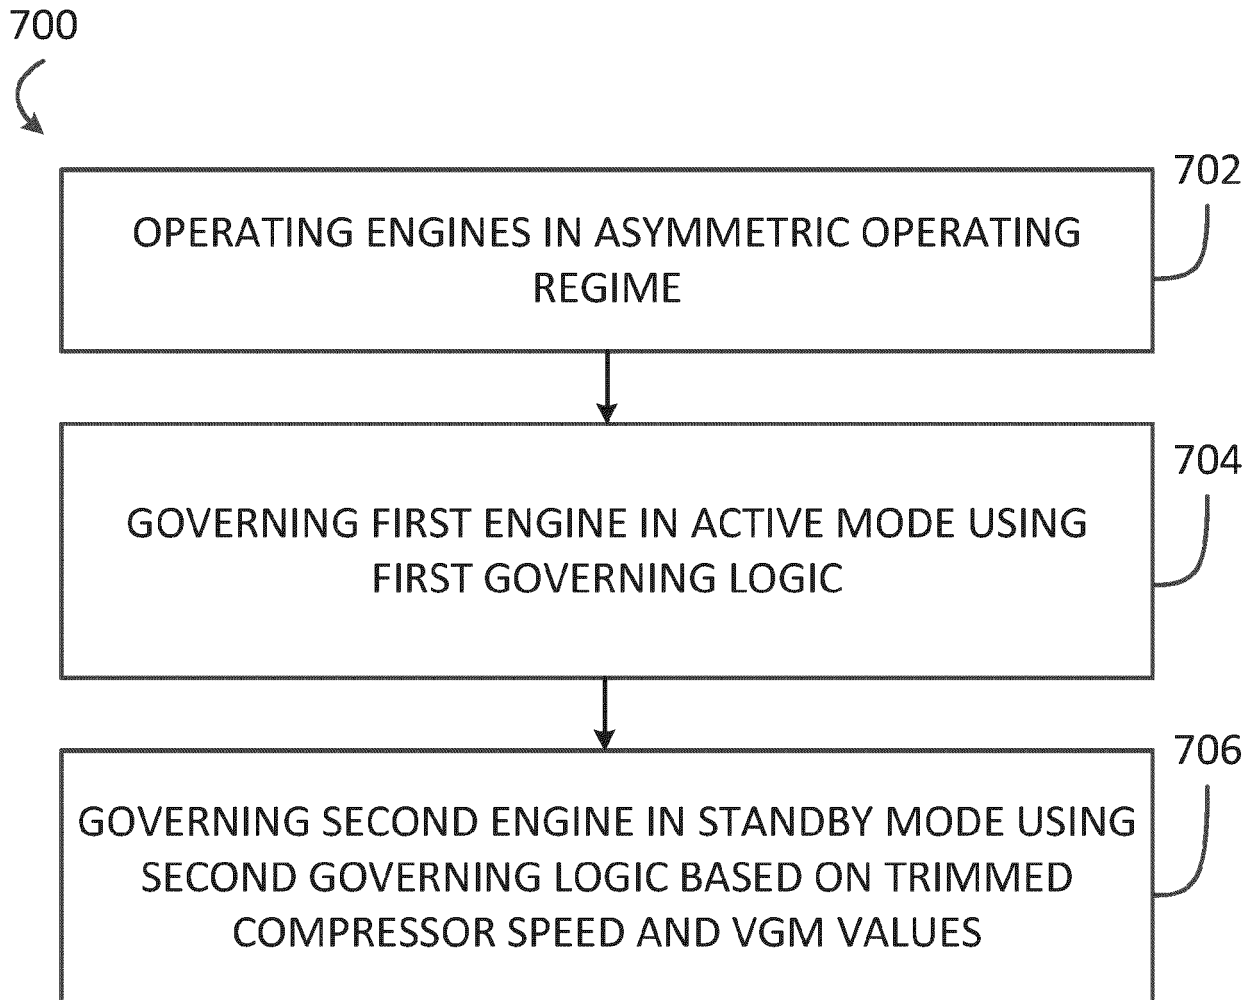 700
702
OPERATING ENGINES IN ASYMMETRIC OPERATING
REGIME
704
GOVERNING FIRST ENGINE IN ACTIVE MODE USING
FIRST GOVERNING LOGIC
706
GOVERNING SECOND ENGINE IN STANDBY MODE USING
SECOND GOVERNING LOGIC BASED ON TRIMMED
COMPRESSOR SPEED AND VGM VALUES